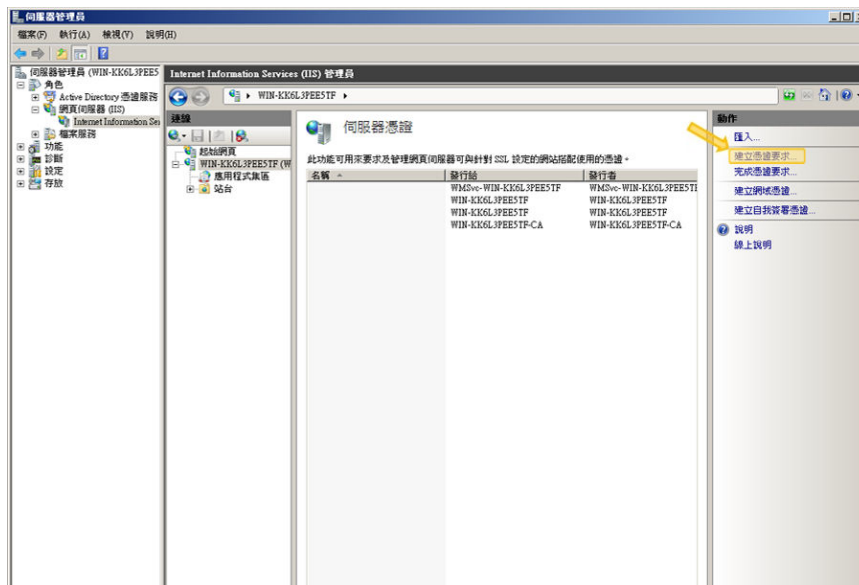 伺服器管理員
檔案(F) 執行(A) 檢視(V) 說明(H)
伺服器管理員 (WIN-KK6L3PEE5
角色
Active Directory 憑證服務
網頁伺服器 (IIS)
Internet Information Ser
檔案服務
功能
診斷
設定
存放
Internet Information Services (IIS) 管理員
WIN-KK6L3PEE5TF
連線
起始網頁
WIN-KK6L3PEE5TF (W
應用程式集區
站台
伺服器憑證
此功能可用來要求及管理網頁伺服器可與針對 SSL 設定的網站搭配使用的憑證。
名稱 發行給 發行者
WMSvc-WIN-KK6L3PEE5TF WMSvc-WIN-KK6L3PEE5TF
WIN-KK6L3PEE5TF WIN-KK6L3PEE5TF
WIN-KK6L3PEE5TF WIN-KK6L3PEE5TF
WIN-KK6L3PEE5TF-CA WIN-KK6L3PEE5TF-CA
動作
匯入...
建立憑證要求...
完成憑證要求...
建立網域憑證...
建立自我簽署憑證...
說明
線上說明